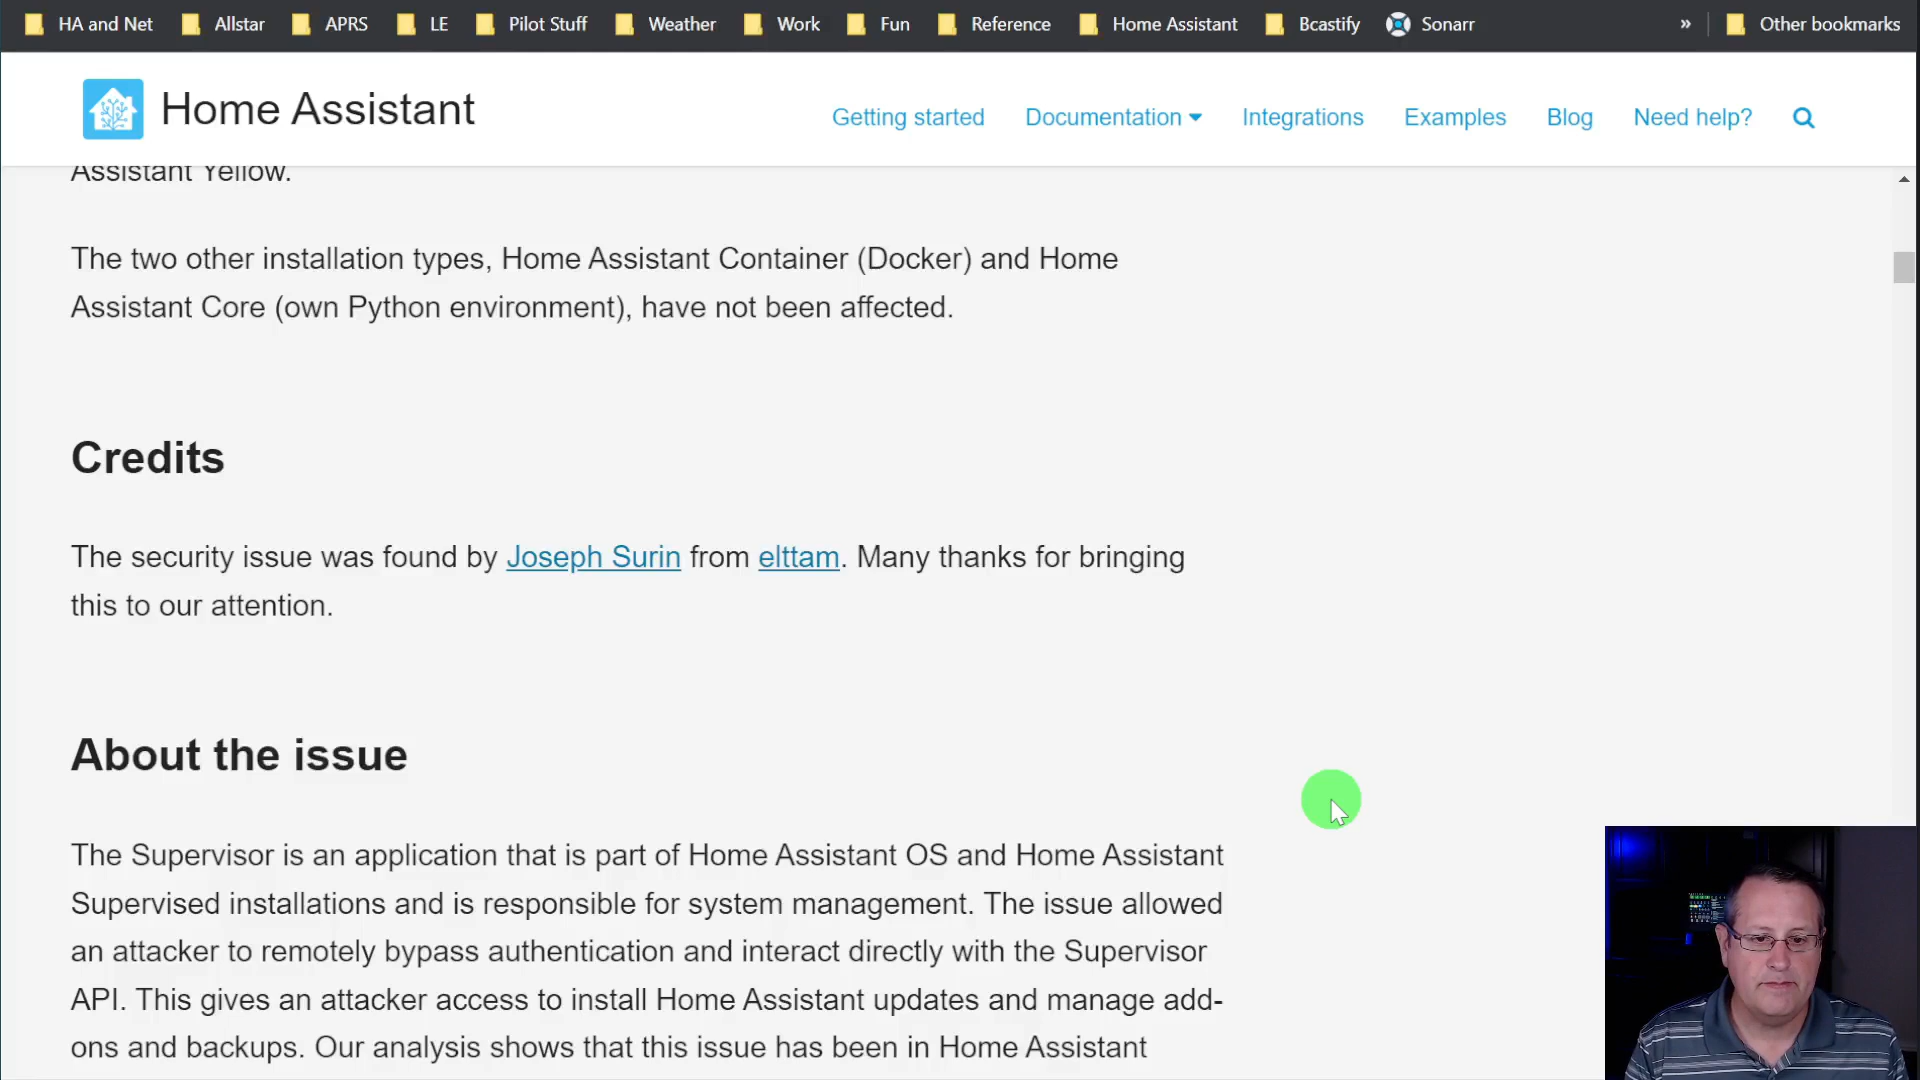 HA and Net Allstar APRS LE Pilot Stuff Weather Work Fun Reference Home Assistant Bcastify Sonarr » Other bookmarks
Home Assistant Getting started Documentation Integrations Examples Blog Need help?
Assistant Yellow.
The two other installation types, Home Assistant Container (Docker) and Home
Assistant Core (own Python environment), have not been affected.
Credits
The security issue was found by Joseph Surin from elttam. Many thanks for bringing
this to our attention.
About the issue
The Supervisor is an application that is part of Home Assistant OS and Home Assistant
Supervised installations and is responsible for system management. The issue allowed
an attacker to remotely bypass authentication and interact directly with the Supervisor
API. This gives an attacker access to install Home Assistant updates and manage add-
ons and backups. Our analysis shows that this issue has been in Home Assistant